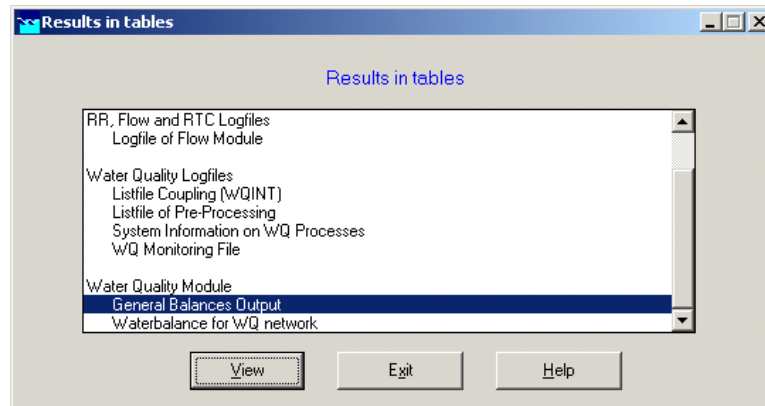 Results in tables
Results in tables
RR, Flow and RTC Logfiles
Logfile of Flow Module
Water Quality Logfiles
Listfile Coupling (WQINT)
Listfile of Pre-Processing
System Information on WQ Processes
WQ Monitoring File
Water Quality Module
General Balances Output
Waterbalance for WQ network
View Exit Help